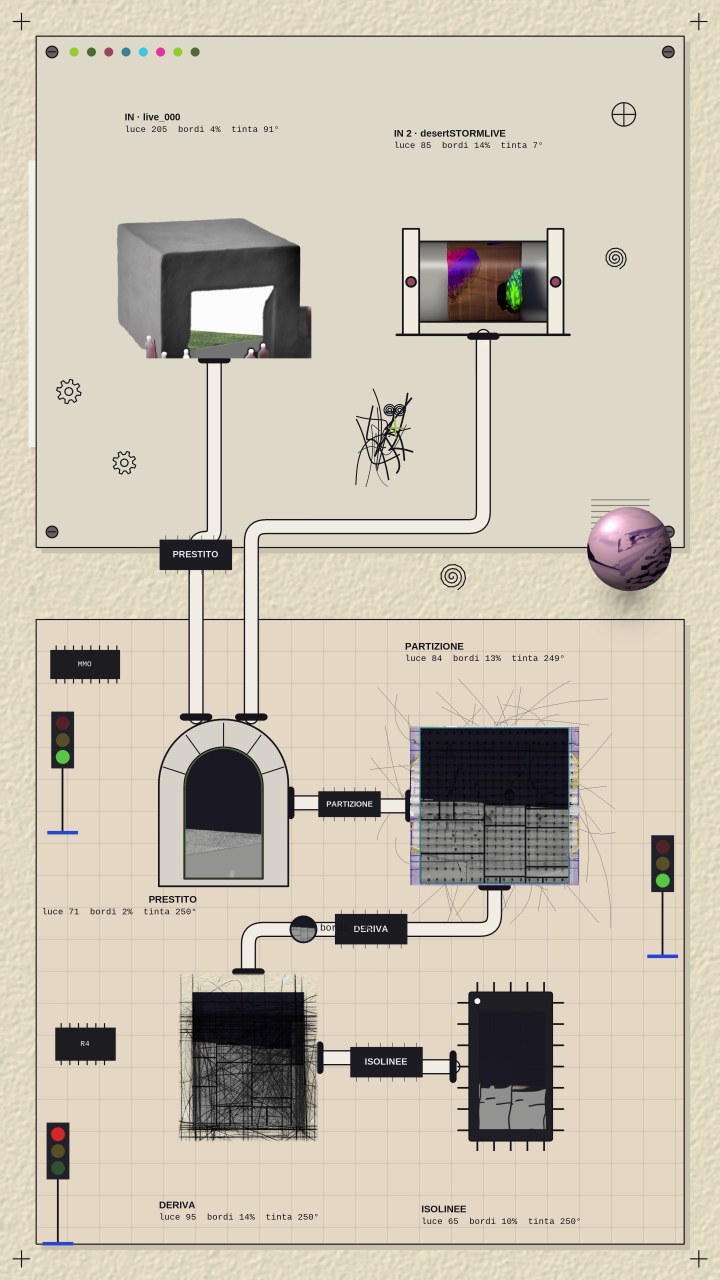 IN · live_000
luce 205  bordi 4%  tinta 91°
IN 2 · desertSTORMLIVE
luce 85  bordi 14%  tinta 7°
PRESTITO
PARTIZIONE
luce 84  bordi 13%  tinta 249°
MMO
PARTIZIONE
PRESTITO
luce 71  bordi 2%  tinta 250°
DERIVA
R4
ISOLINEE
DERIVA
luce 95  bordi 14%  tinta 250°
ISOLINEE
luce 65  bordi 10%  tinta 250°